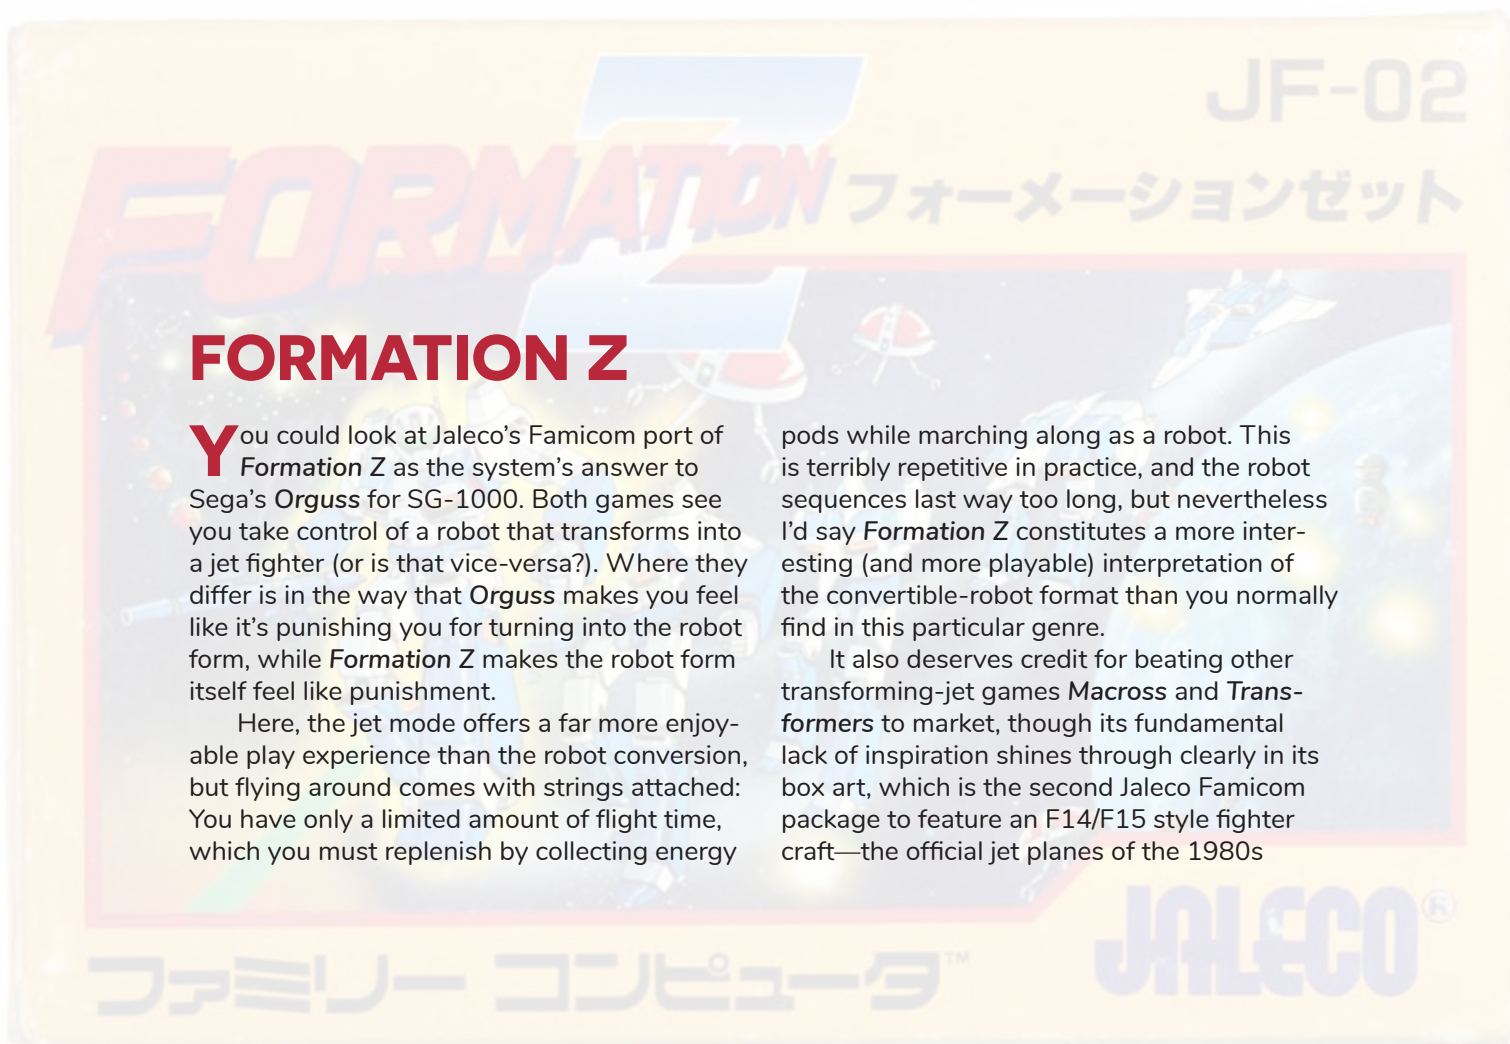 JF-02
FORMATION Z
フォーメーションゼット
FORMATION Z
You could look at Jaleco’s Famicom port of
Formation Z as the system’s answer to
Sega’s Orguss for SG-1000. Both games see
you take control of a robot that transforms into
a jet fighter (or is that vice-versa?). Where they
differ is in the way that Orguss makes you feel
like it’s punishing you for turning into the robot
form, while Formation Z makes the robot form
itself feel like punishment.
Here, the jet mode offers a far more enjoy-
able play experience than the robot conversion,
but flying around comes with strings attached:
You have only a limited amount of flight time,
which you must replenish by collecting energy
pods while marching along as a robot. This
is terribly repetitive in practice, and the robot
sequences last way too long, but nevertheless
I’d say Formation Z constitutes a more inter-
esting (and more playable) interpretation of
the convertible-robot format than you normally
find in this particular genre.
It also deserves credit for beating other
transforming-jet games Macross and Trans-
formers to market, though its fundamental
lack of inspiration shines through clearly in its
box art, which is the second Jaleco Famicom
package to feature an F14/F15 style fighter
craft—the official jet planes of the 1980s
JALECO®
ファミリー コンピュータ™